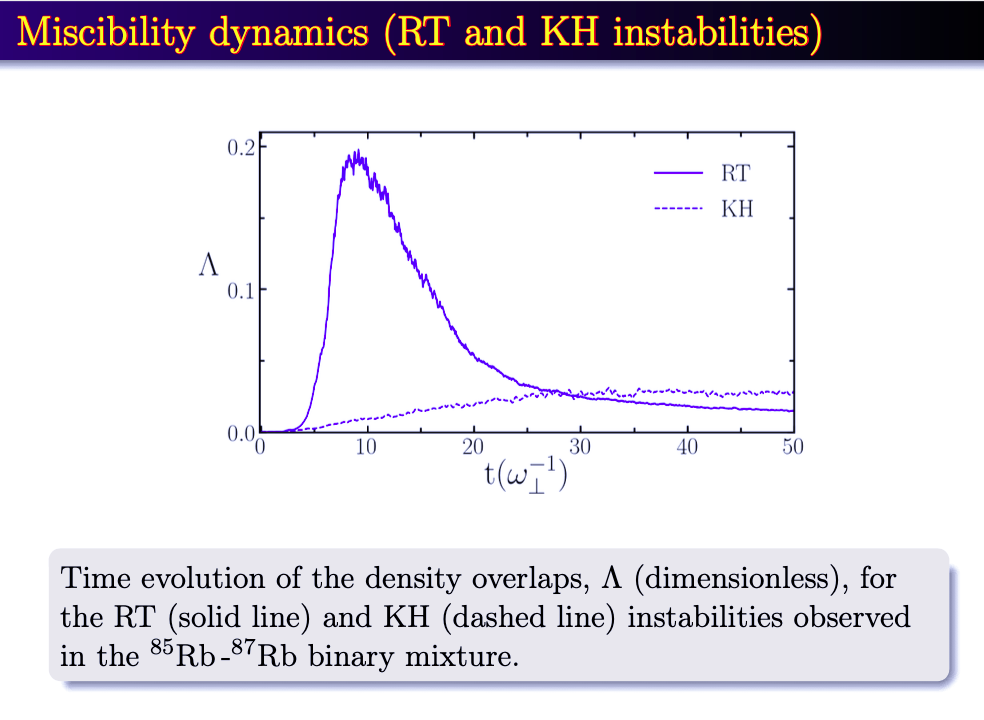 Miscibility dynamics (RT and KH instabilities)
0.2
RT
KH
Λ
0.1
0.0
0 10 20 30 40 50
t(ω⊥⁻¹)
Time evolution of the density overlaps, Λ (dimensionless), for
the RT (solid line) and KH (dashed line) instabilities observed
in the ⁸⁵Rb-⁸⁷Rb binary mixture.